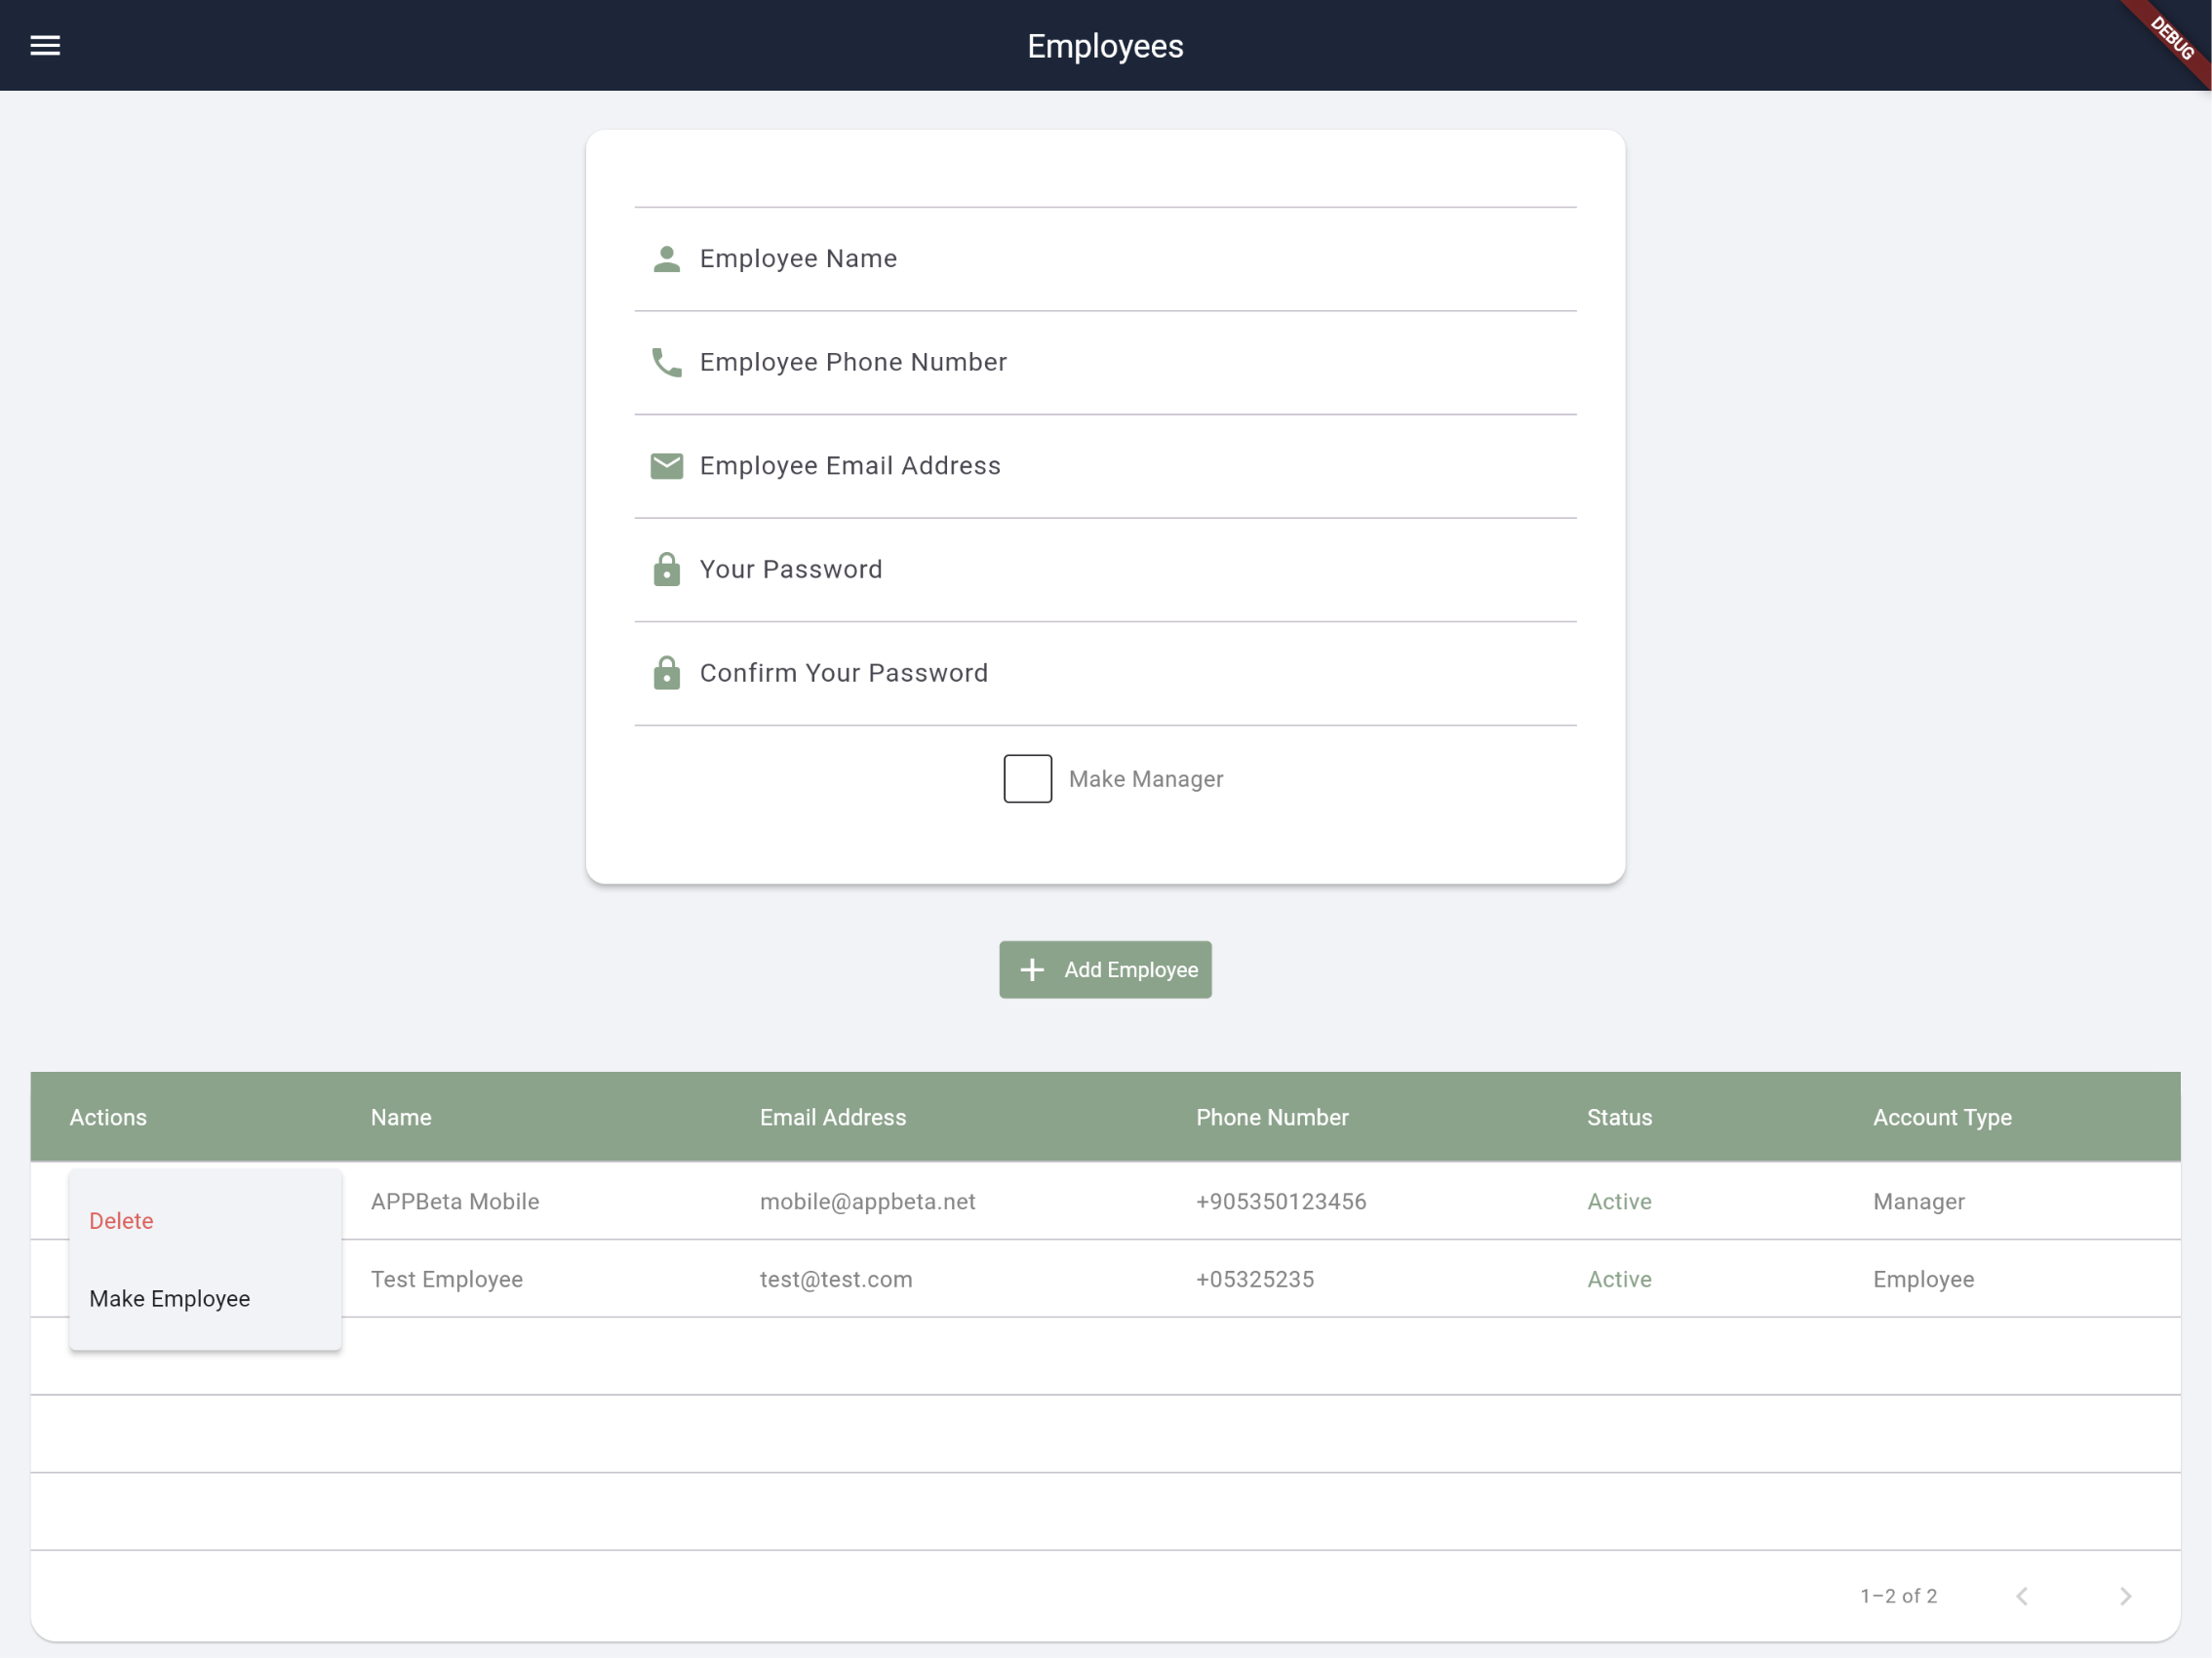 Employees
DEBUG
Employee Name
Employee Phone Number
Employee Email Address
Your Password
Confirm Your Password
Make Manager
Add Employee
Actions Name Email Address Phone Number Status Account Type
APPBeta Mobile mobile@appbeta.net +905350123456 Active Manager
Delete
Test Employee test@test.com +05325235 Active Employee
Make Employee
1–2 of 2